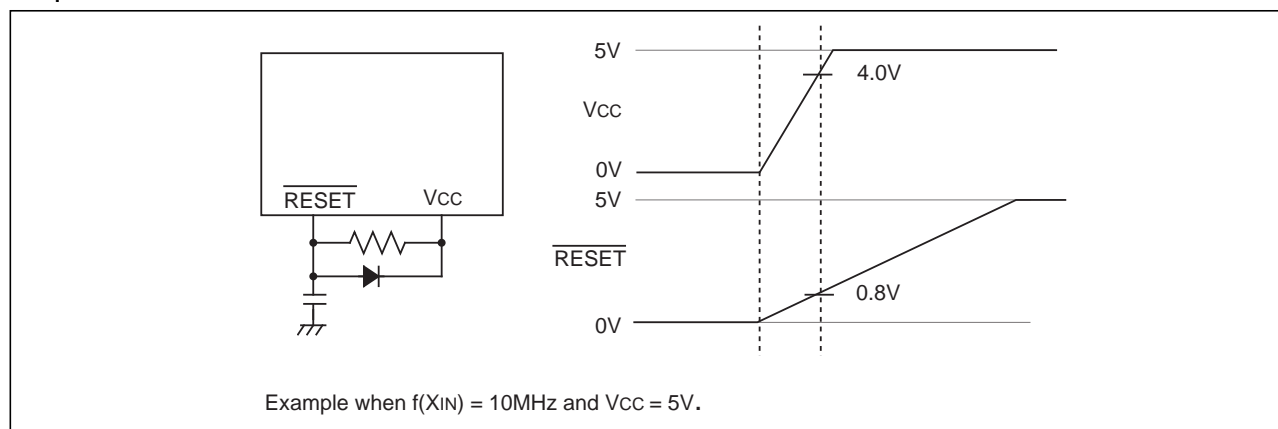 RESET
VCC
5V
VCC
0V
4.0V
5V
RESET
0V
0.8V
Example when f(XIN) = 10MHz and VCC = 5V.